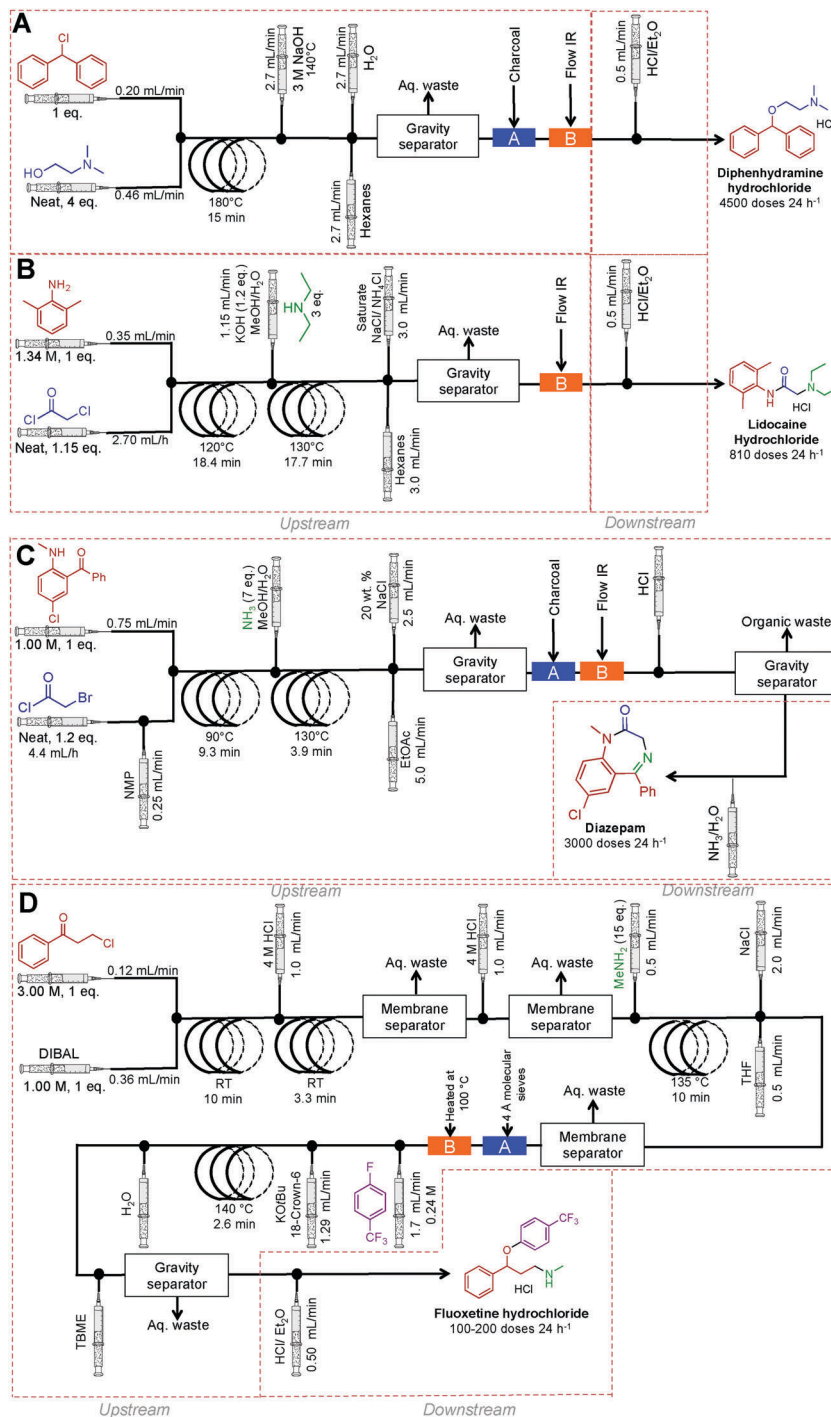 A
Cl
0.20 mL/min
1 eq.
HO
N
Neat, 4 eq.
0.46 mL/min
180°C
15 min
2.7 mL/min
3 M NaOH
140°C
2.7 mL/min
H2O
Hexanes
2.7 mL/min
Aq. waste
Gravity
separator
Charcoal
A
Flow IR
B
0.5 mL/min
HCl/Et2O
O
N
HC
Diphenhydramine
hydrochloride
4500 doses 24 h-1
B
NH2
0.35 mL/min
1.34 M, 1 eq.
O
Cl
Cl
Neat, 1.15 eq.
2.70 mL/h
120°C
18.4 min
1.15 mL/min
KOH (1.2 eq.)
MeOH/H2O
HN
3 eq.
130°C
17.7 min
Saturate
NaCl/ NH4Cl
3.0 mL/min
Hexanes
3.0 mL/min
Aq. waste
Gravity
separator
Flow IR
B
0.5 mL/min
HCl/Et2O
O
N
H
N
HCl
Lidocaine
Hydrochloride
810 doses 24 h-1
Upstream
Downstream
C
NH
O
Ph
Cl
0.75 mL/min
1.00 M, 1 eq.
O
Cl
Br
Neat, 1.2 eq.
4.4 mL/h
NMP
0.25 mL/min
90°C
9.3 min
NH3 (7 eq.)
MeOH/H2O
130°C
3.9 min
20 wt. %
NaCl
2.5 mL/min
EtOAc
5.0 mL/min
Aq. waste
Gravity
separator
Charcoal
A
Flow IR
B
HCl
Organic waste
Gravity
separator
NH3/H2O
O
N
N
Ph
Cl
Diazepam
3000 doses 24 h-1
Upstream
Downstream
D
O
Cl
0.12 mL/min
3.00 M, 1 eq.
DIBAL
1.00 M, 1 eq.
0.36 mL/min
RT
10 min
4 M HCl
1.0 mL/min
RT
3.3 min
Aq. waste
Membrane
separator
4 M HCl
1.0 mL/min
Aq. waste
Membrane
separator
MeNH2 (15 eq.)
0.5 mL/min
135 °C
10 min
NaCl
2.0 mL/min
THF
0.5 mL/min
Aq. waste
Membrane
separator
4 A molecular
sieves
A
Heated at
100 °C
B
F
CF3
1.7 mL/min
0.24 M
KOtBu
18-Crown-6
1.29 mL/min
140 °C
2.6 min
H2O
TBME
Gravity
separator
Aq. waste
HCl/ Et2O
0.50 mL/min
CF3
O
N
H
HCl
Fluoxetine hydrochloride
100-200 doses 24 h-1
Upstream
Downstream